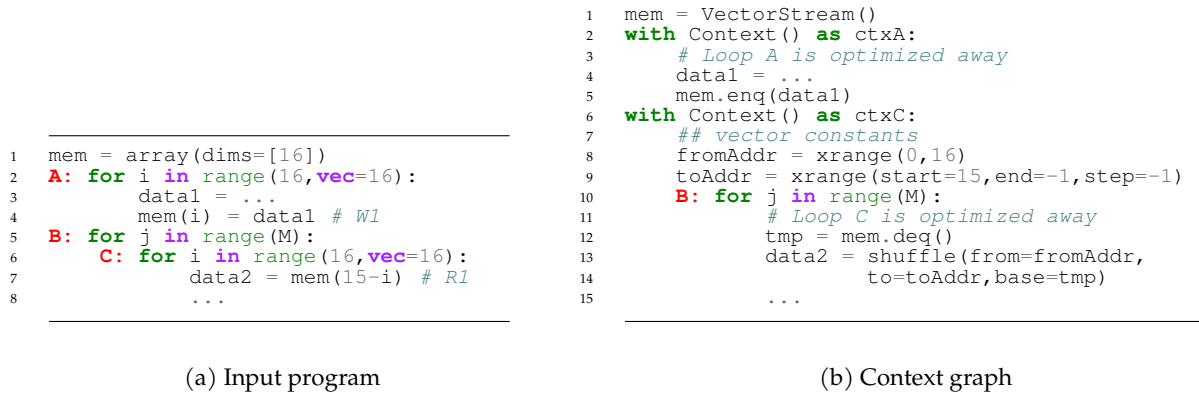 1 mem = array(dims=[16])
2 A: for i in range(16,vec=16):
3 data1 = ...
4 mem(i) = data1 # W1
5 B: for j in range(M):
6 C: for i in range(16,vec=16):
7 data2 = mem(15-i) # R1
8 ...
(a) Input program
1 mem = VectorStream()
2 with Context() as ctxA:
3 # Loop A is optimized away
4 data1 = ...
5 mem.enq(data1)
6 with Context() as ctxC:
7 ## vector constants
8 fromAddr = xrange(0,16)
9 toAddr = xrange(start=15,end=-1,step=-1)
10 B: for j in range(M):
11 # Loop C is optimized away
12 tmp = mem.deq()
13 data2 = shuffle(from=fromAddr,
14 to=toAddr,base=tmp)
15 ...
(b) Context graph